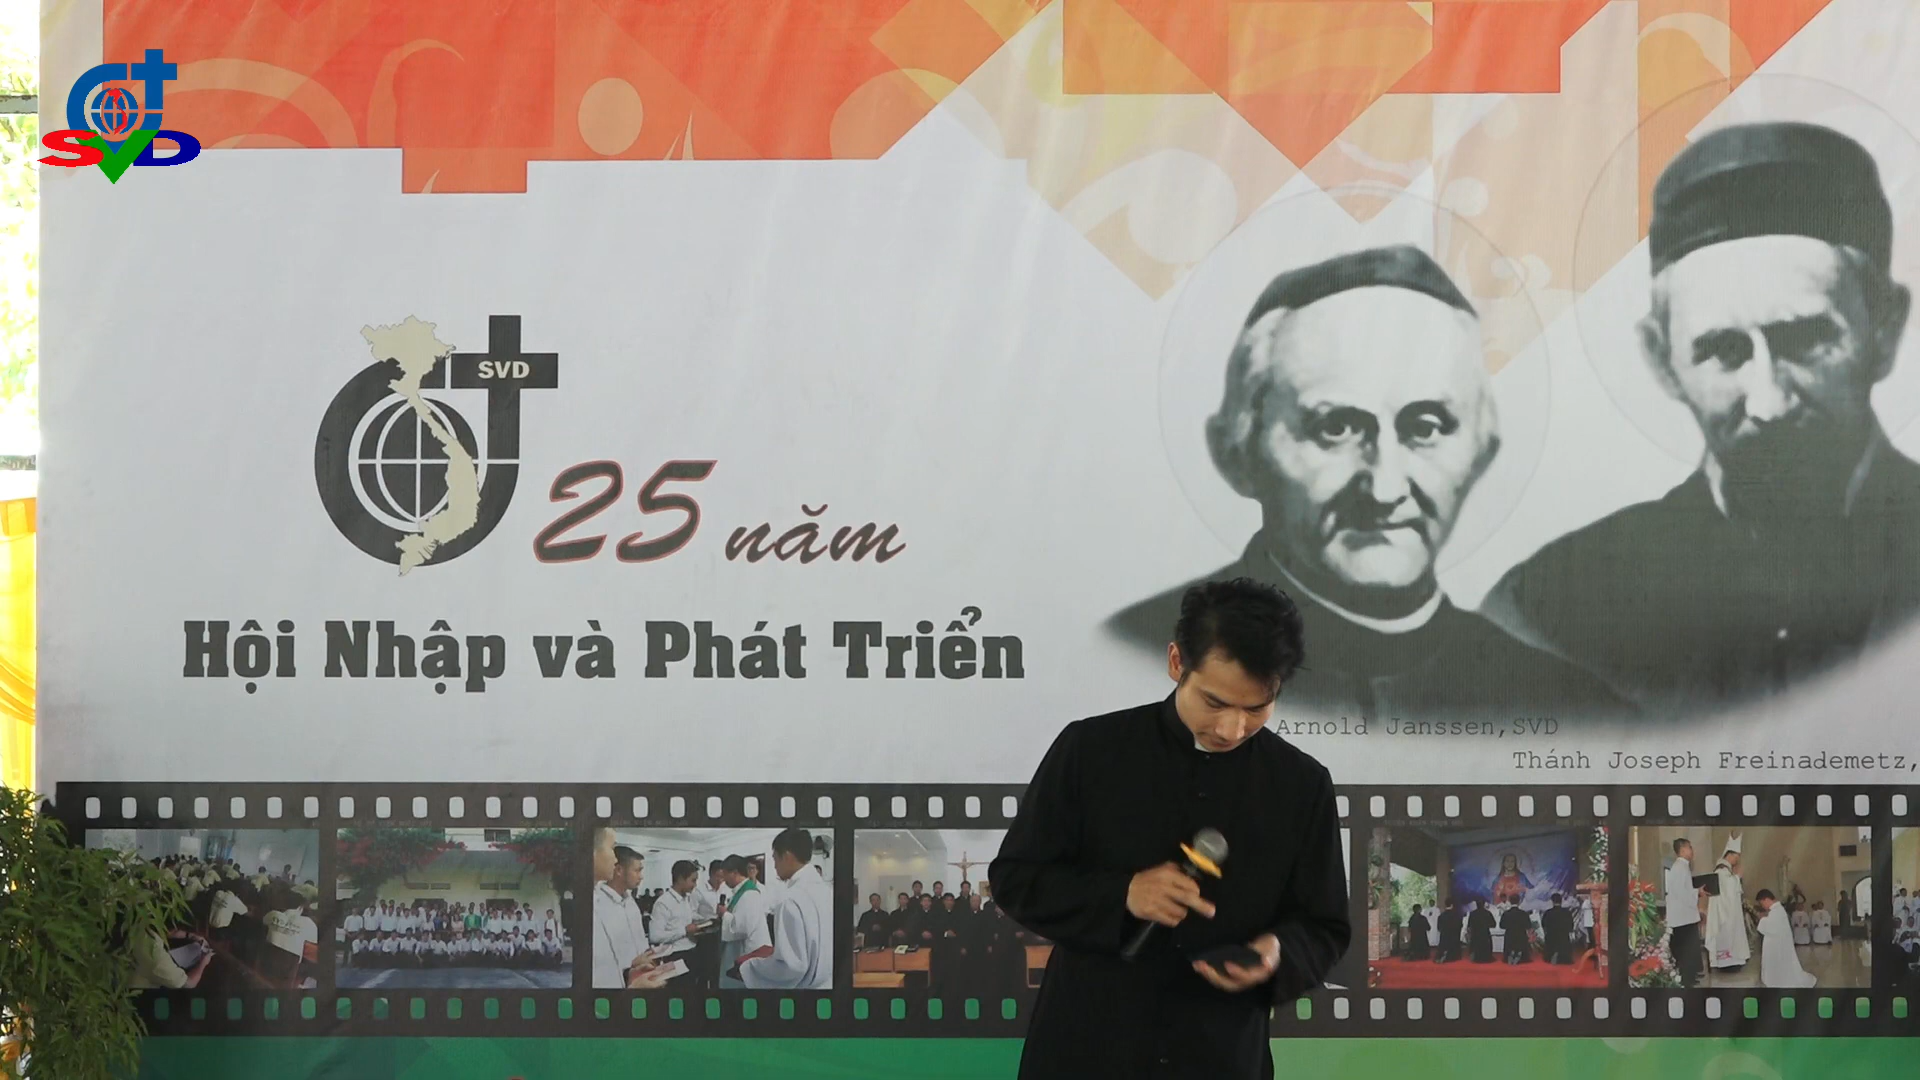 SVD
SVD
25 năm
Hội Nhập và Phát Triển
Arnold Janssen,SVD
Thánh Joseph Freinademetz,